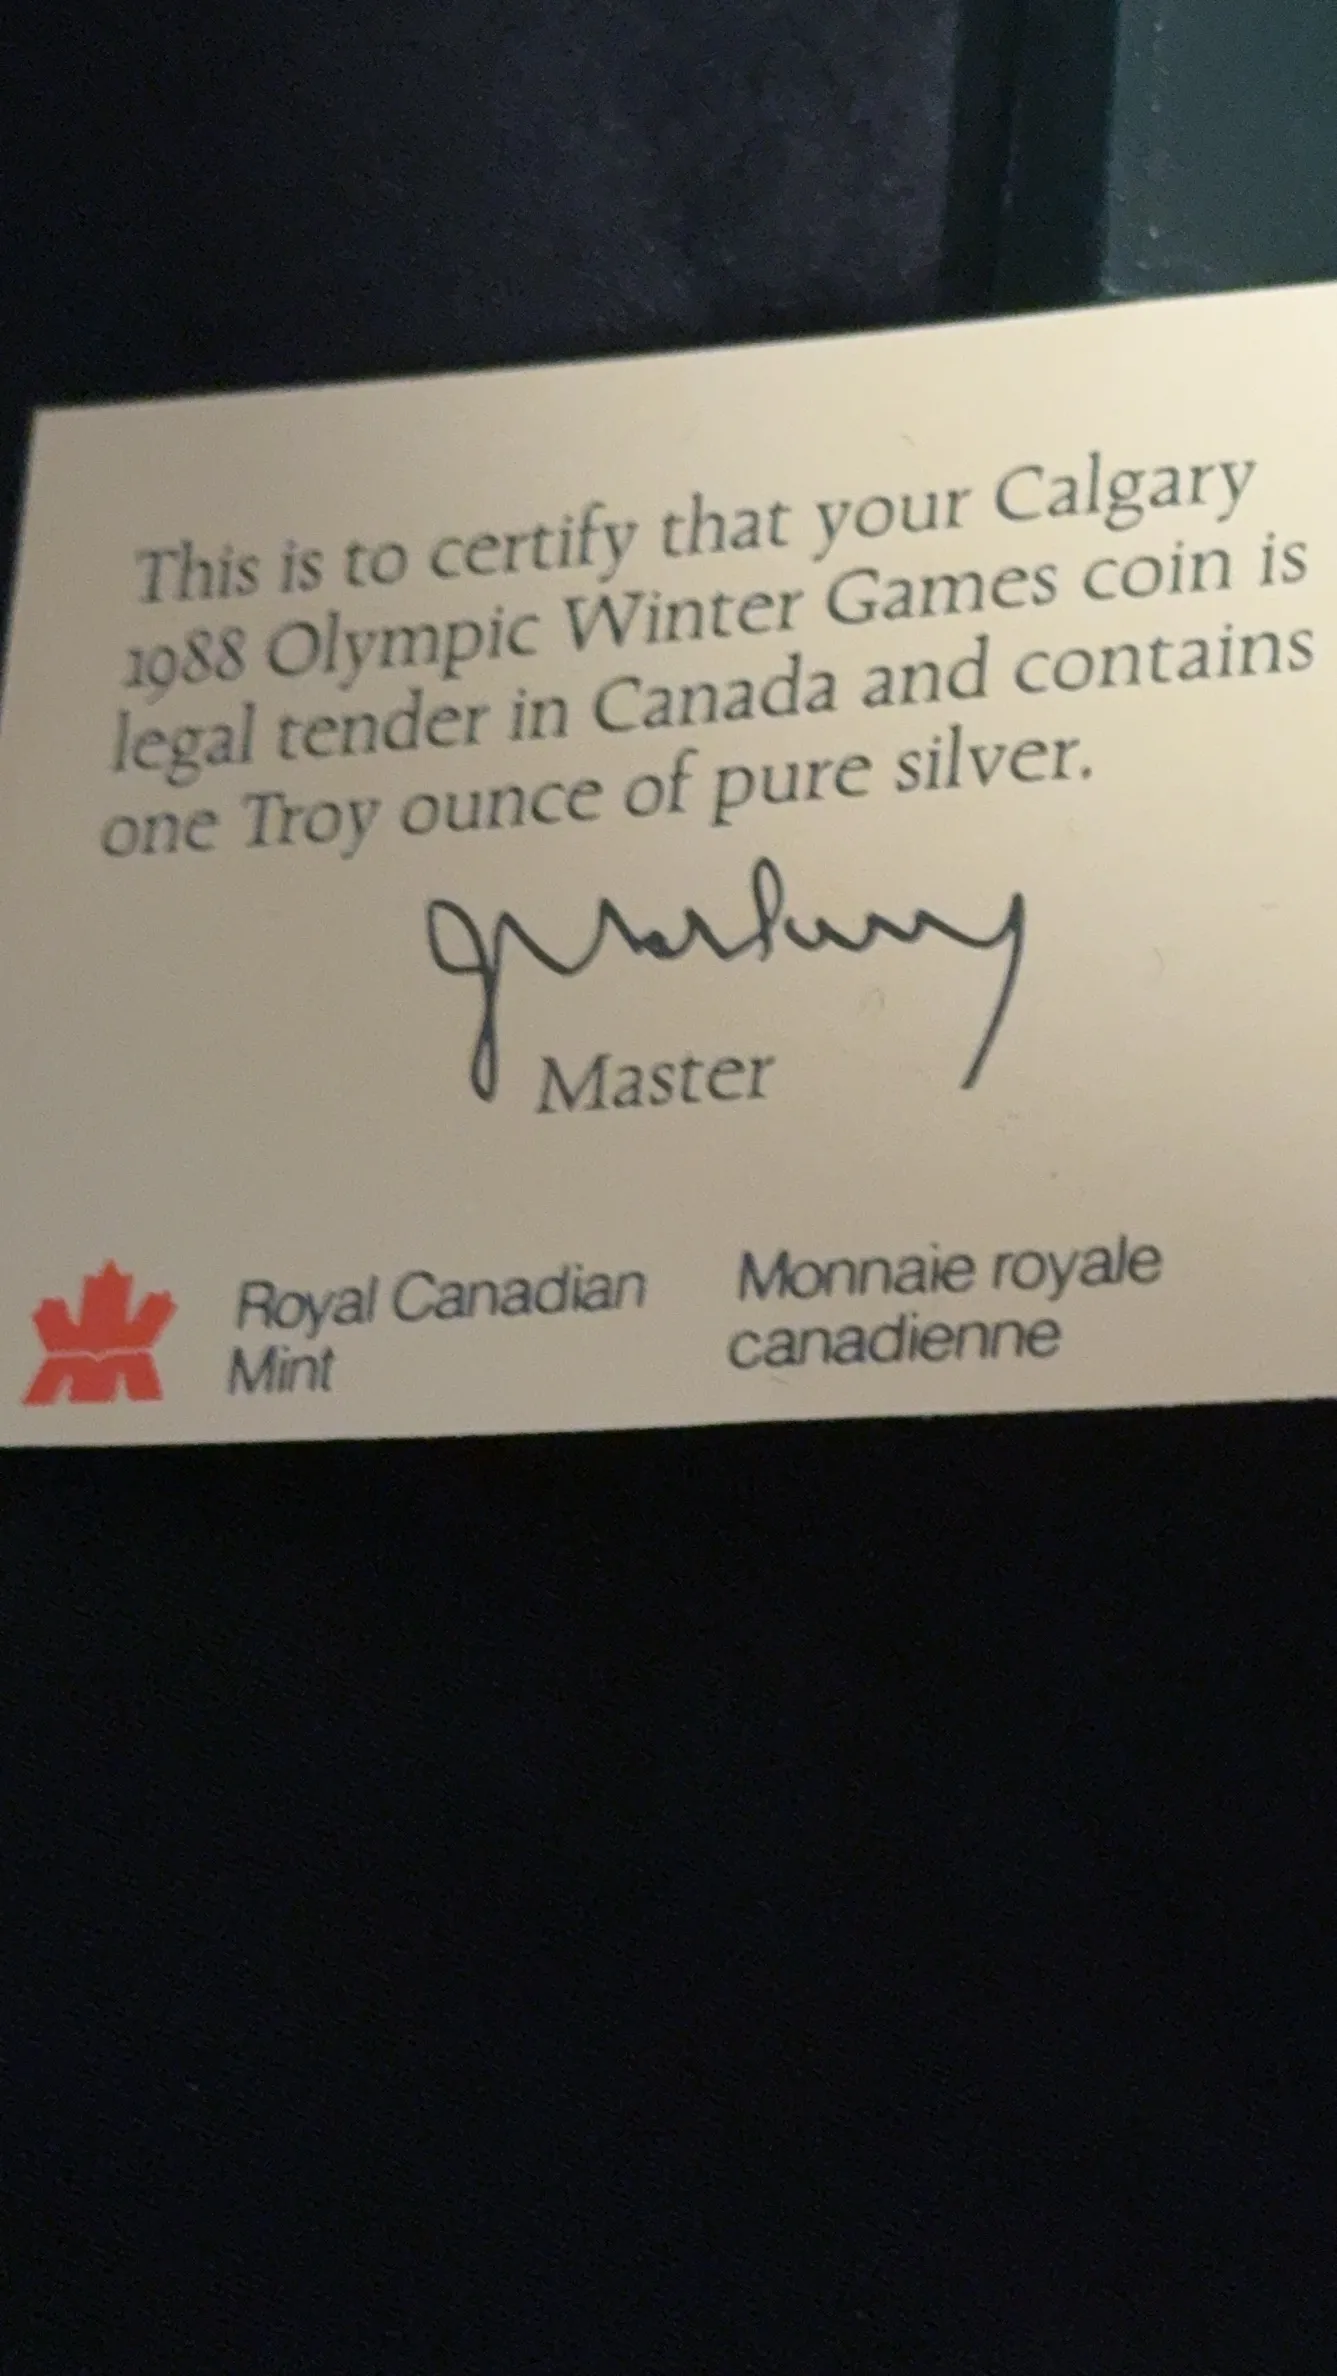 This is to certify that your Calgary
1988 Olympic Winter Games coin is
legal tender in Canada and contains
one Troy ounce of pure silver.
Master
Royal Canadian
Mint
Monnaie royale
canadienne